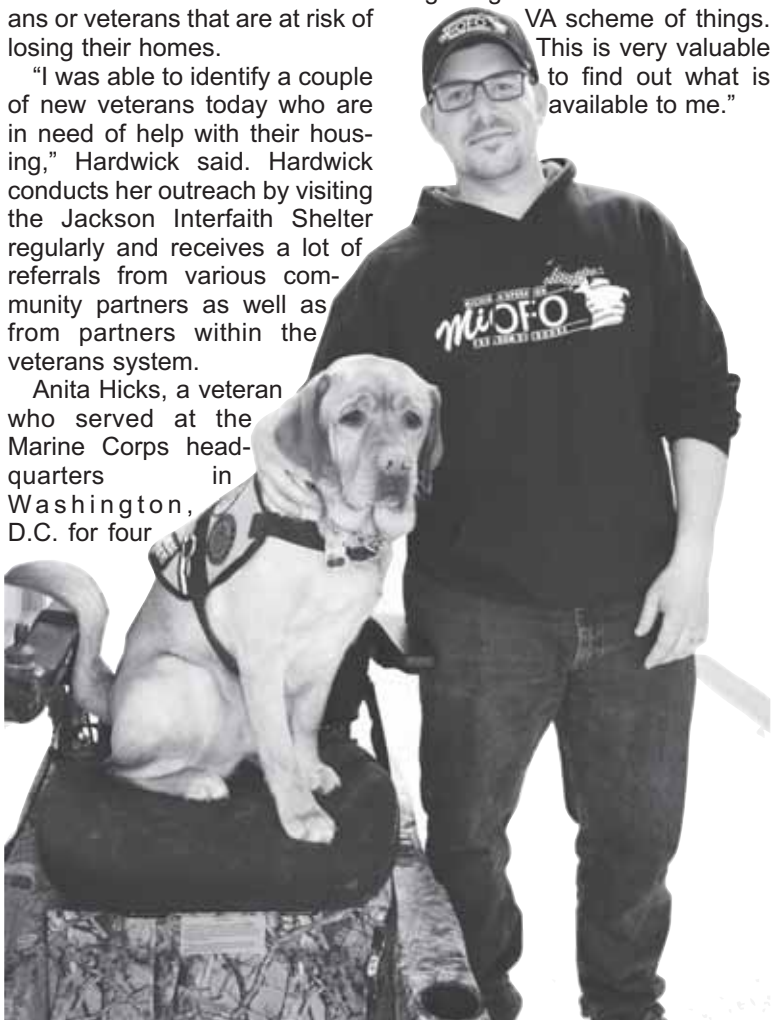 ans or veterans that are at risk of
losing their homes.
“I was able to identify a couple
of new veterans today who are
in need of help with their hous-
ing,” Hardwick said. Hardwick
conducts her outreach by visiting
the Jackson Interfaith Shelter
regularly and receives a lot of
referrals from various com-
munity partners as well as
from partners within the
veterans system.
Anita Hicks, a veteran
who served at the
Marine Corps head-
quarters in
Washington,
D.C. for four
VA scheme of things.
This is very valuable
to find out what is
available to me.”
MiOFO